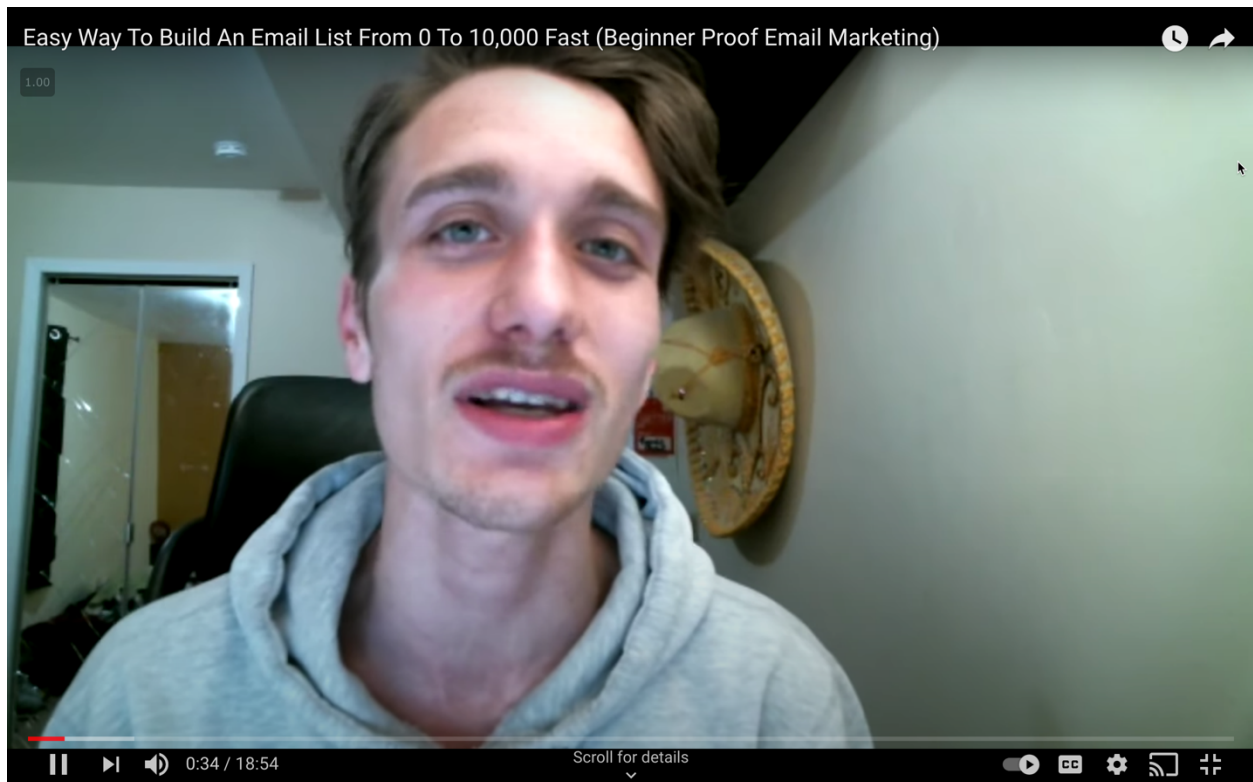 Easy Way To Build An Email List From 0 To 10,000 Fast (Beginner Proof Email Marketing)
1.00
0:34 / 18:54
Scroll for details
CC